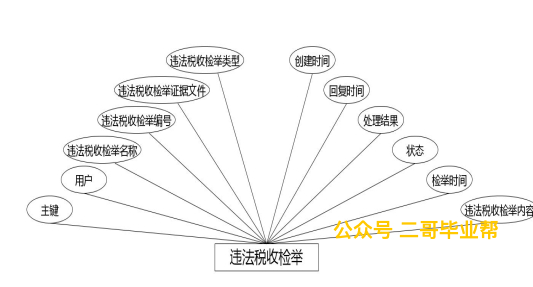 违法税收检举类型
创建时间
违法税收检举证据文件
回复时间
违法税收检举编号
处理结果
违法税收检举名称
状态
用户
检举时间
主键
违法税收检举内容
公众号 二哥毕业帮
违法税收检举